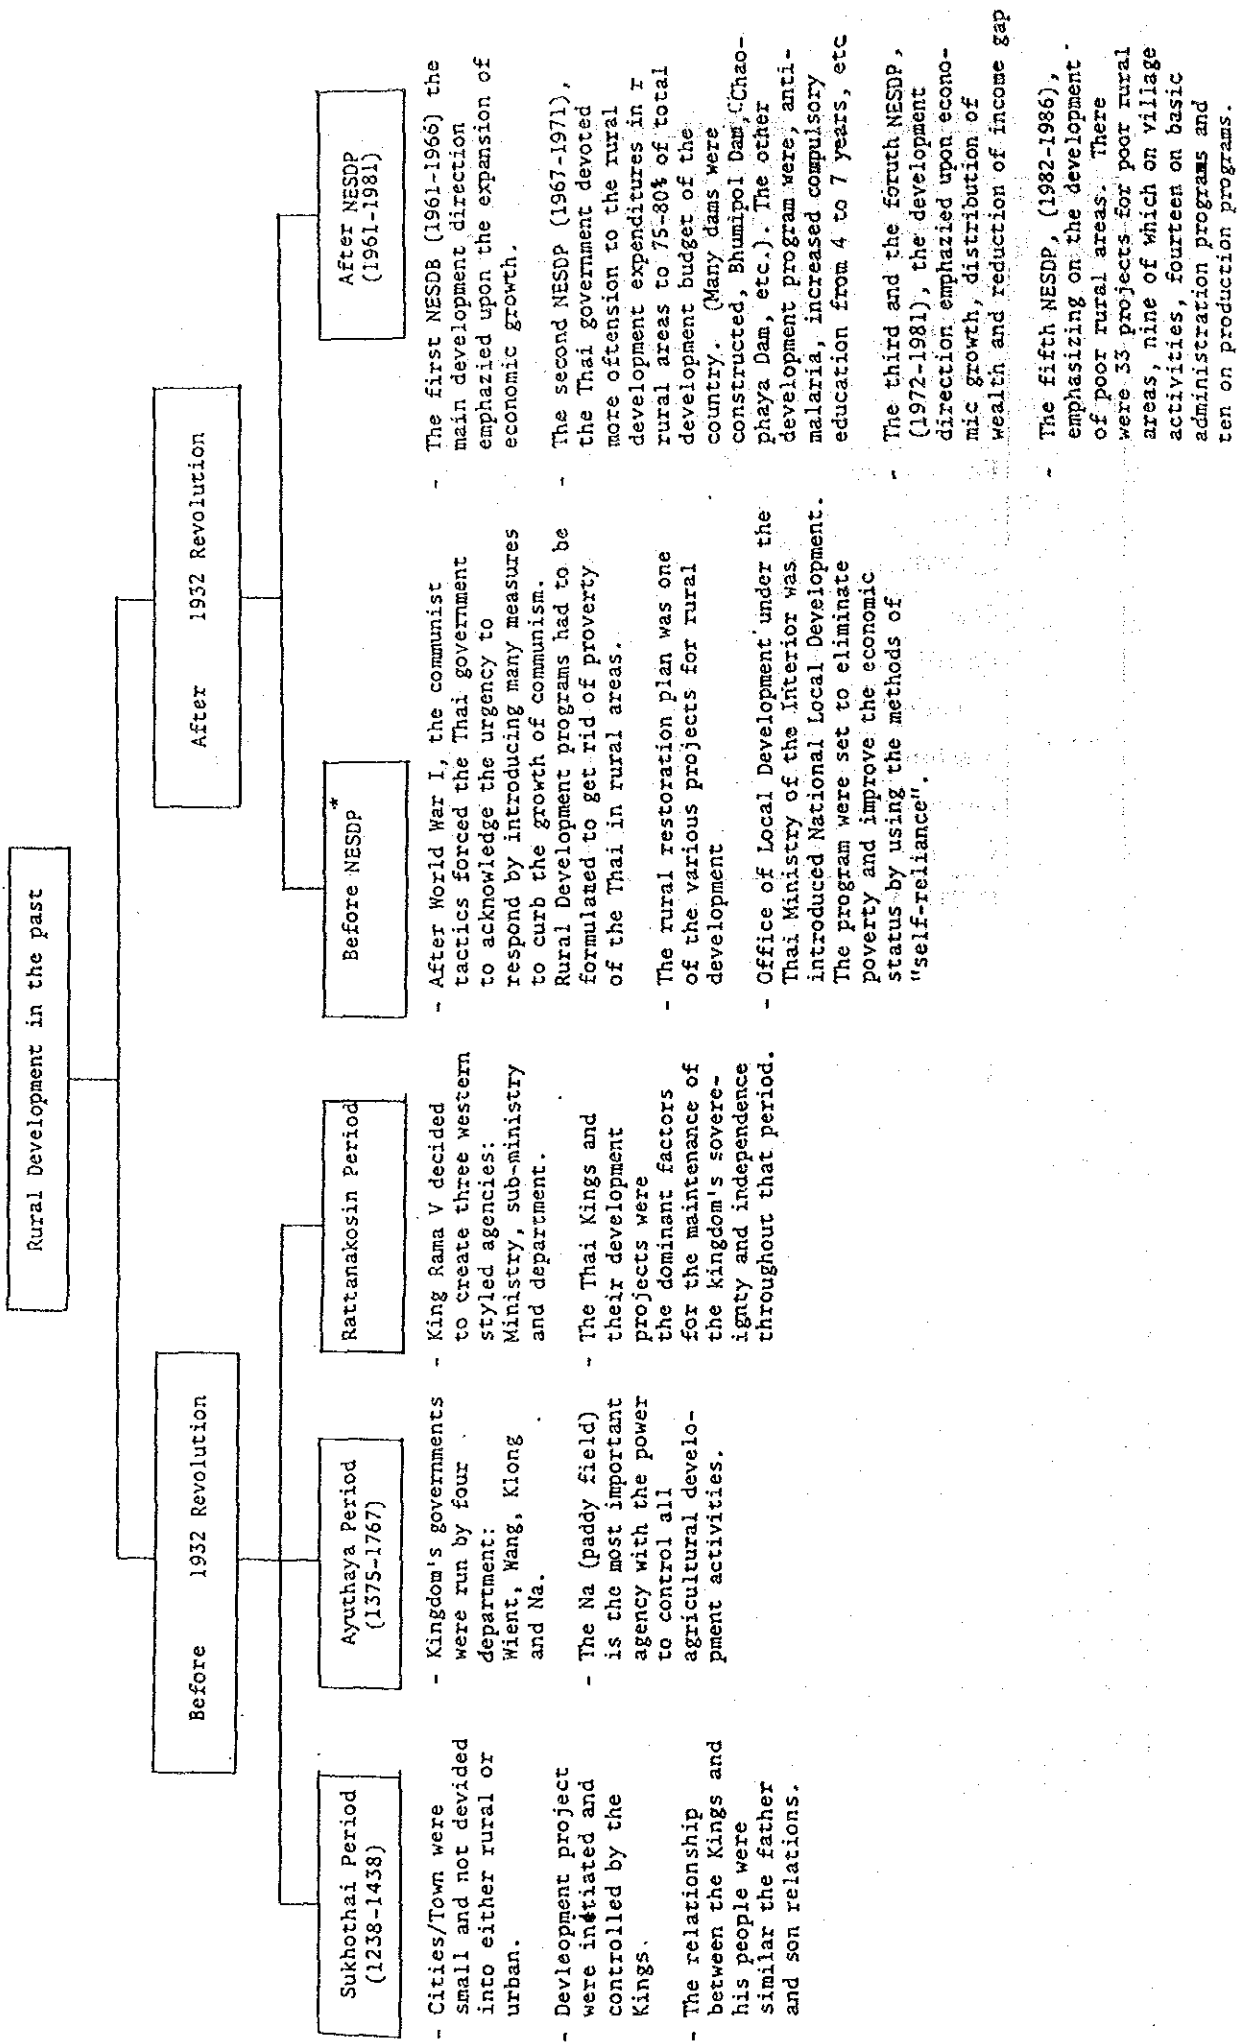 Rural Development in the past
Before 1932 Revolution
After 1932 Revolution
Sukhothai Period
(1238-1438)
- Cities/Town were
small and not devided
into either rural or
urban.
- Devleopment project
were initiated and
controlled by the
Kings.
- The relationship
between the Kings and
his people were
similar the father
and son relations.
Ayuthaya Period
(1375-1767)
- Kingdom's governments
were run by four
department:
Wient, Wang, Klong
and Na.
- The Na (paddy field)
is the most important
agency with the power
to control all
agricultural develo-
pment activities.
Rattanakosin Period
- King Rama V decided
to create three western
styled agencies:
Ministry, sub-ministry
and department.
- The Thai Kings and
their development
projects were
the dominant factors
for the maintenance of
the kingdom's sovere-
ignty and independence
throughout that period.
Before NESDP*
- After World War I, the communist
tactics forced the Thai government
to acknowledge the urgency to
respond by introducing many measures
to curb the growth of communism.
Rural Development programs had to be
formulated to get rid of proverty
of the Thai in rural areas.
- The rural restoration plan was one
of the various projects for rural
development
- Office of Local Development under the
Thai Ministry of the Interior was
introduced National Local Development.
The program were set to eliminate
poverty and improve the economic
status by using the methods of
"self-reliance".
After NESDP
(1961-1981)
- The first NESDB (1961-1966) the
main development direction
emphazied upon the expansion of
economic growth.
- The second NESDP (1967-1971),
the Thai government devoted
more oftension to the rural
development expenditures in r
rural areas to 75-80% of total
development budget of the
country. (Many dams were
constructed, Bhumipol Dam, Chao-
phaya Dam, etc.). The other
development program were, anti-
malaria, increased compulsory
education from 4 to 7 years, etc
- The third and the foruth NESDP,
(1972-1981), the development
direction emphazied upon econo-
mic growth, distribution of
wealth and reduction of income gap
- The fifth NESDP, (1982-1986),
emphasizing on the development
of poor rural areas. There
were 33 projects for poor rural
areas, nine of which on village
activities, fourteen on basic
administration programs and
ten on production programs.